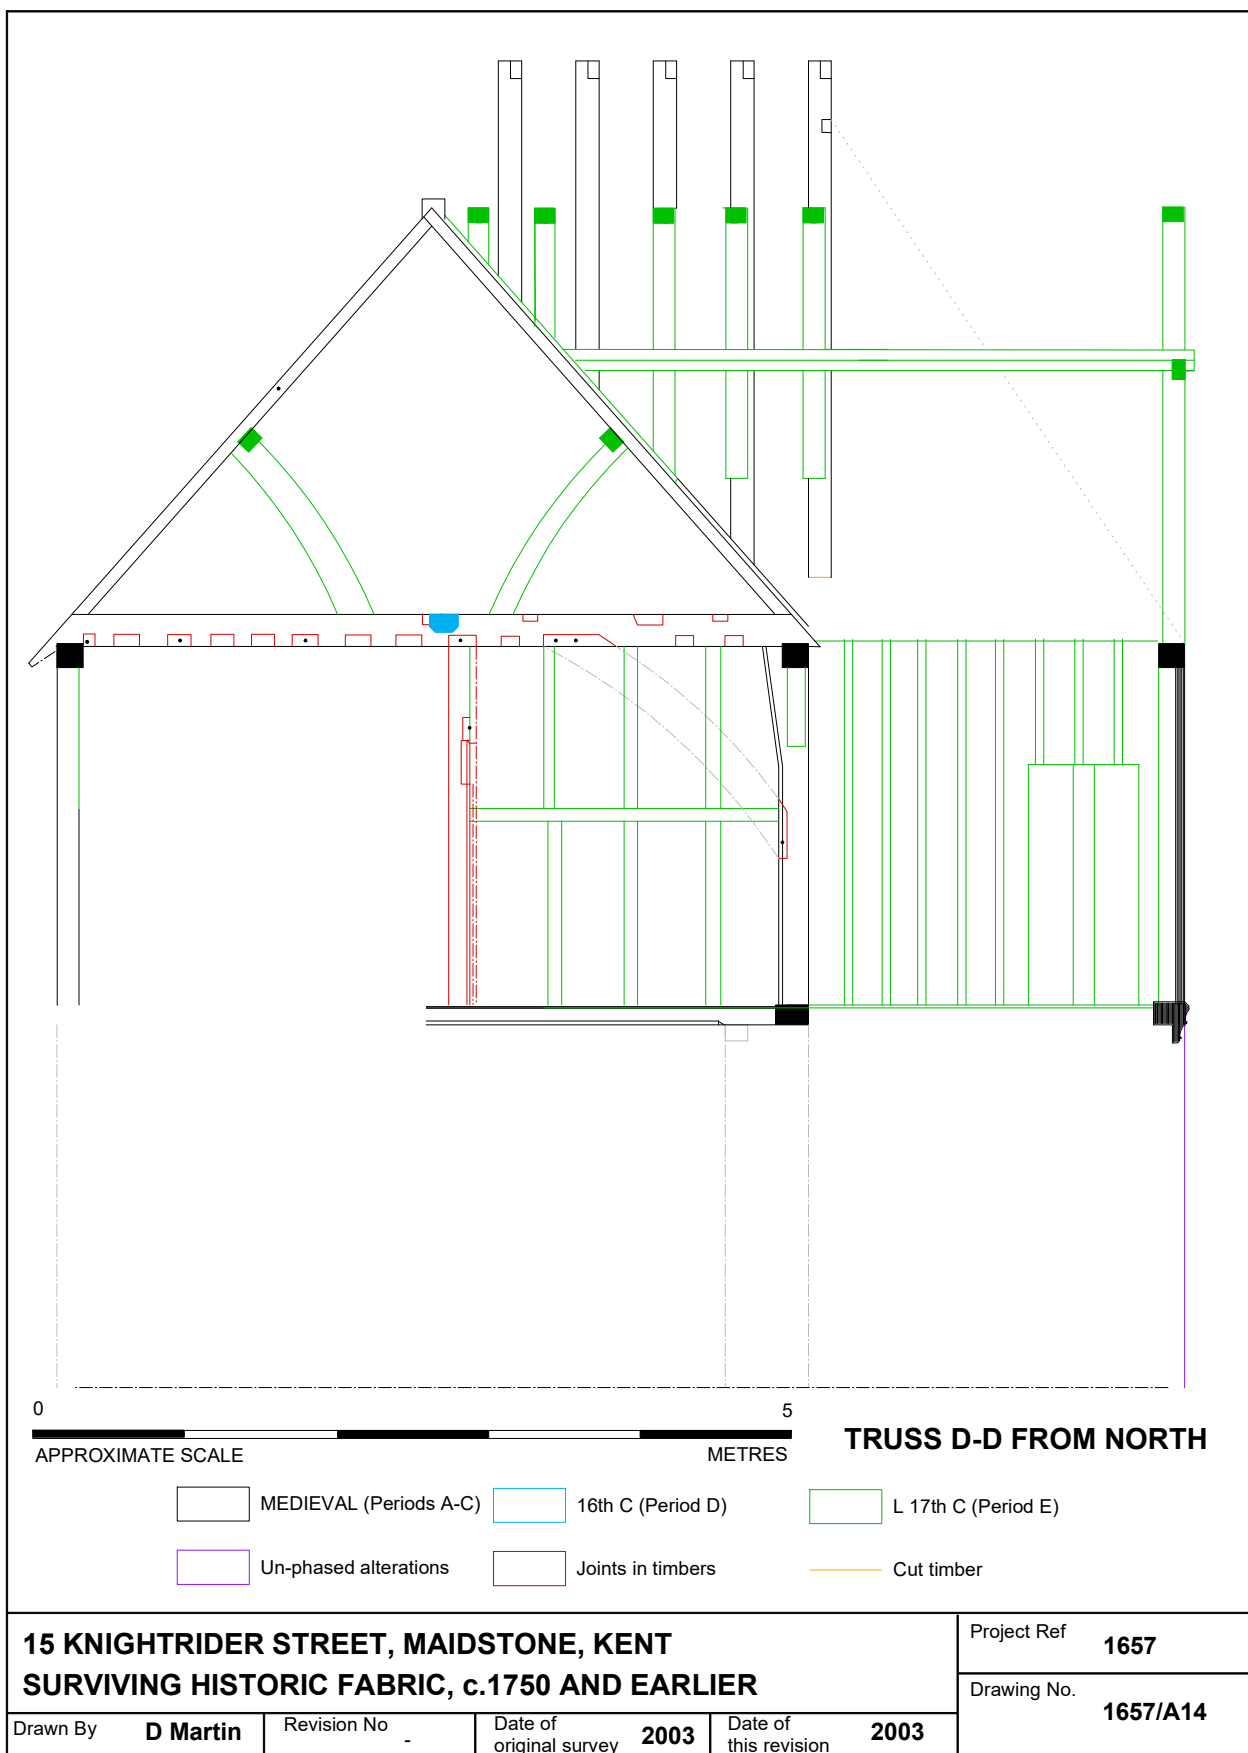 0 5
APPROXIMATE SCALE METRES
TRUSS D-D FROM NORTH
MEDIEVAL (Periods A-C) 16th C (Period D) L 17th C (Period E)
Un-phased alterations Joints in timbers Cut timber
15 KNIGHTRIDER STREET, MAIDSTONE, KENT
SURVIVING HISTORIC FABRIC, c.1750 AND EARLIER
Project Ref 1657
Drawing No. 1657/A14
Drawn By D Martin
Revision No -
Date of
original survey 2003
Date of
this revision 2003